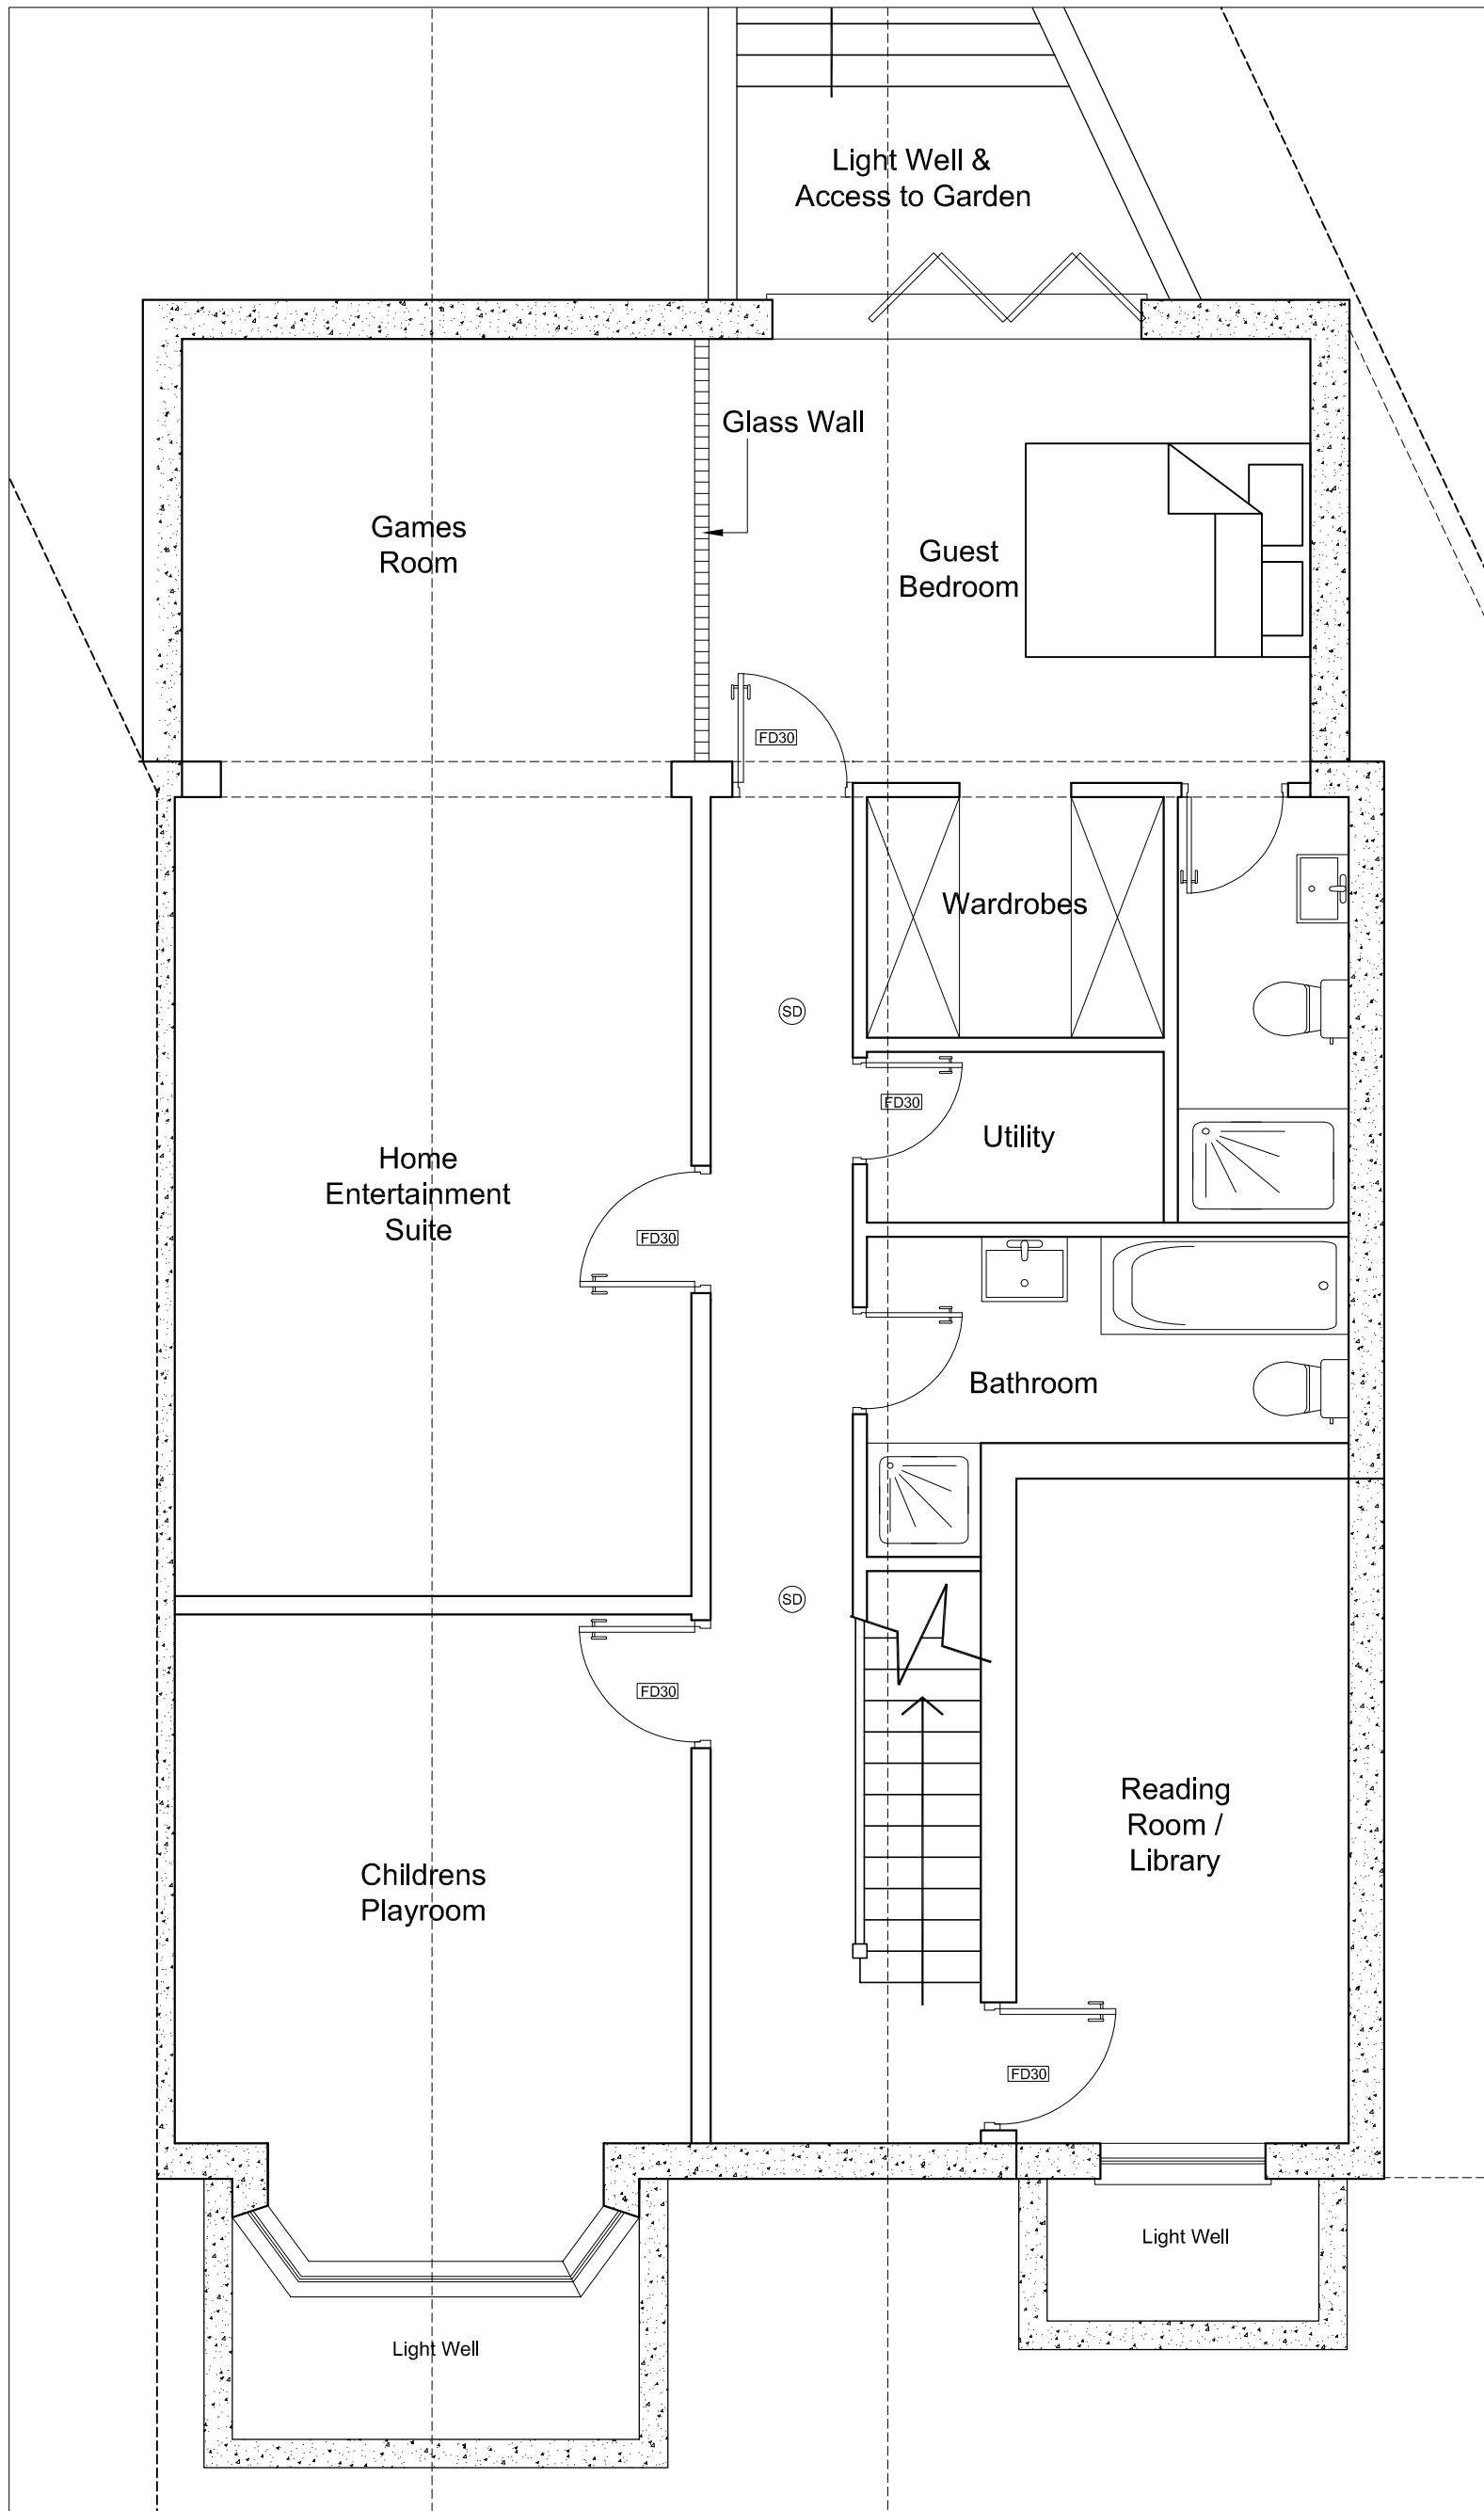 Light Well &
Access to Garden
Glass Wall
Games
Room
Guest
Bedroom
FD30
Wardrobes
SD
FD30
Utility
Home
Entertainment
Suite
FD30
Bathroom
SD
FD30
Reading
Room /
Library
Childrens
Playroom
FD30
Light Well
Light Well